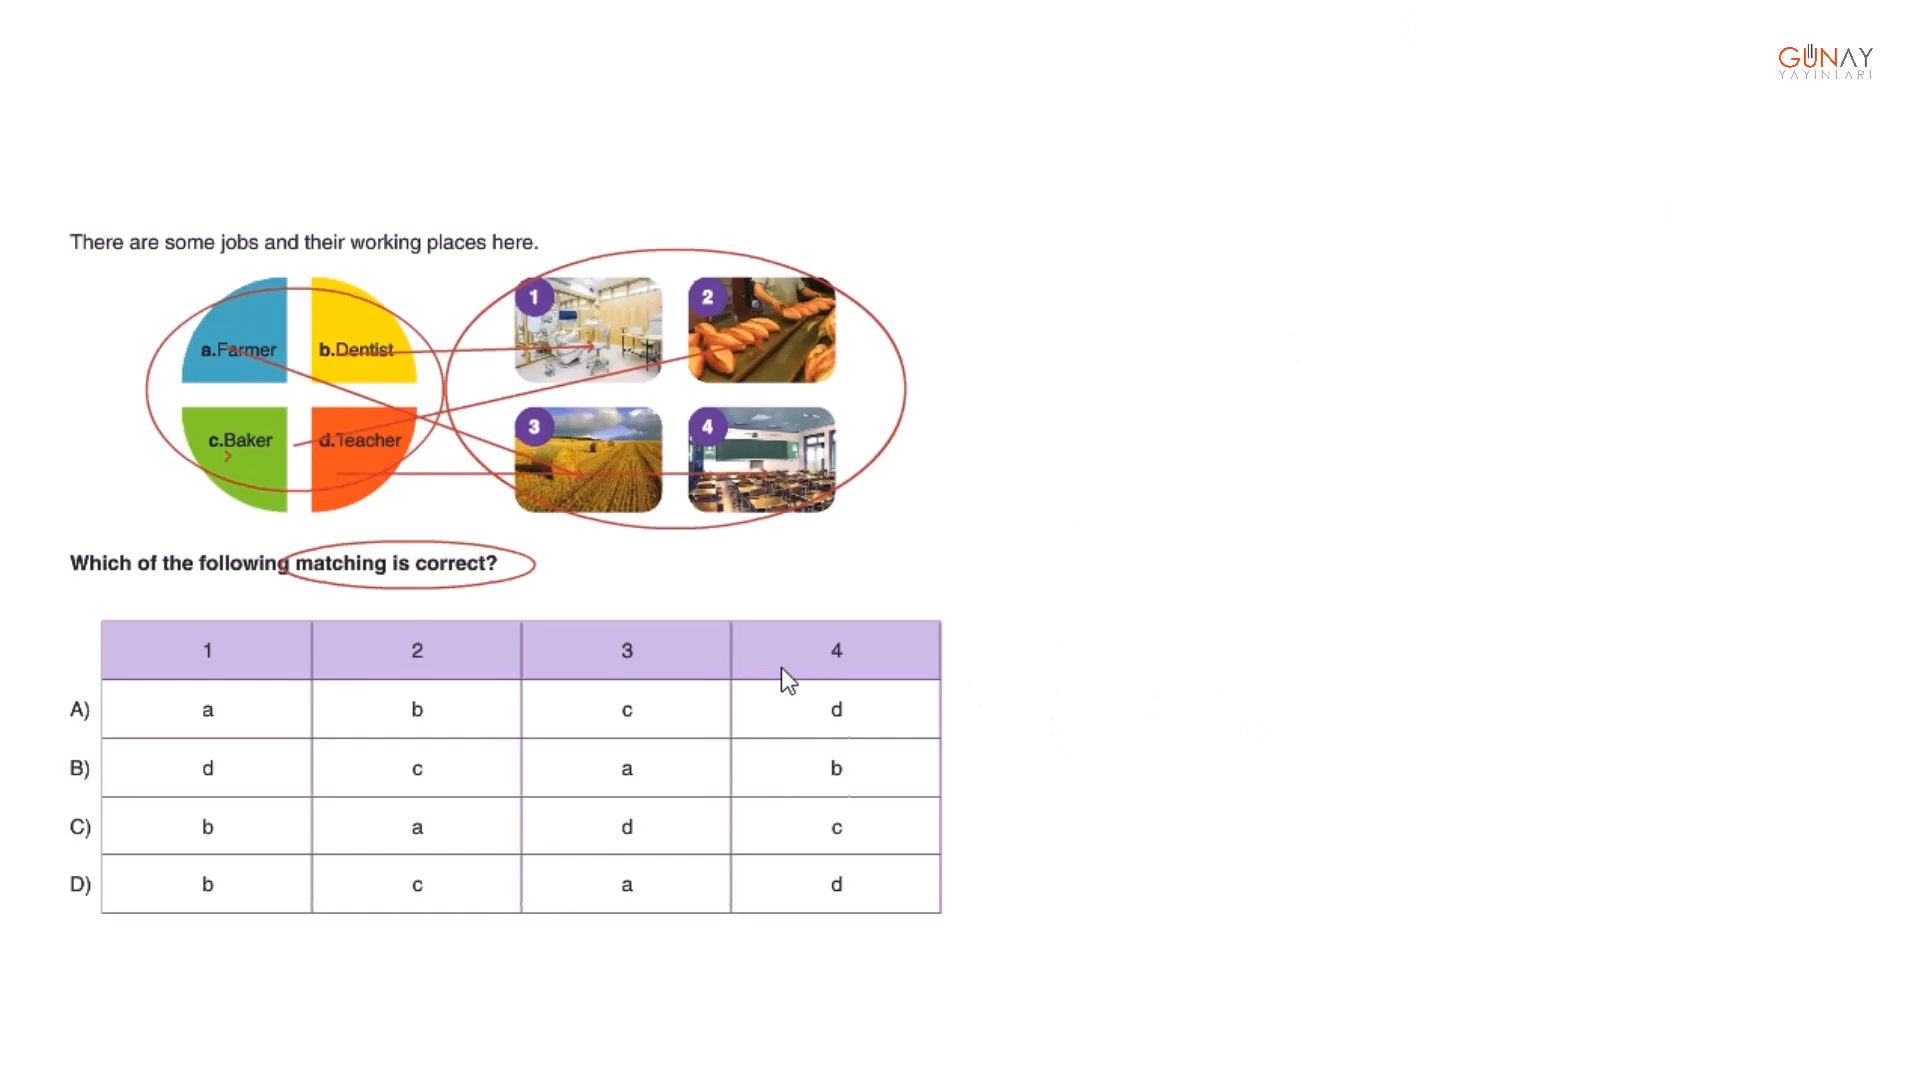 GÜNAY
YAYINLARI
There are some jobs and their working places here.
a.Farmer
b.Dentist
c.Baker
d.Teacher
1
2
3
4
Which of the following matching is correct?
1 2 3 4
A) a b c d
B) d c a b
C) b a d c
D) b c a d